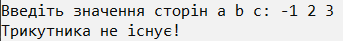 Введіть значення сторін a b c: -1 2 3
Трикутника не існує!